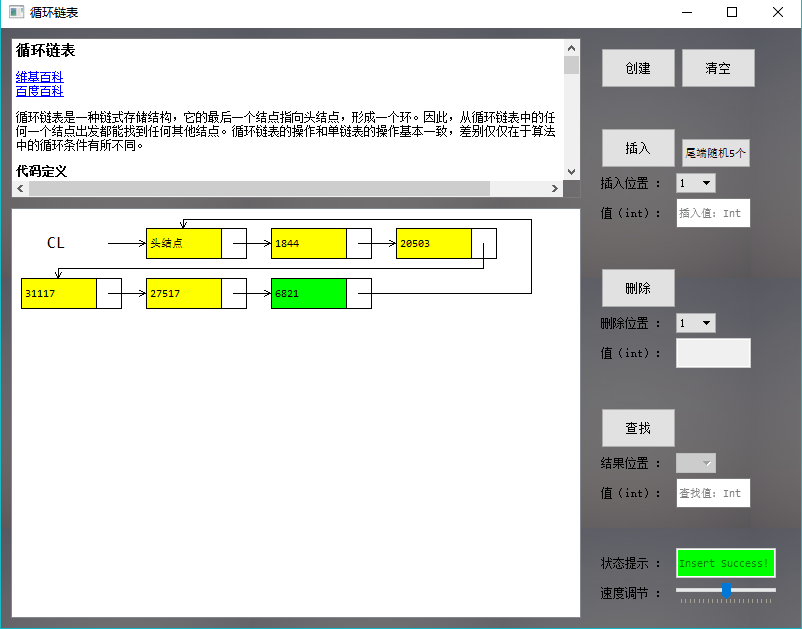 循环链表
循环链表
维基百科
百度百科
循环链表是一种链式存储结构，它的最后一个结点指向头结点，形成一个环。因此，从循环链表中的任
何一个结点出发都能找到任何其他结点。循环链表的操作和单链表的操作基本一致，差别仅仅在于算法
中的循环条件有所不同。
代码定义
CL 头结点 1844 20503
31117 27517 6821
创建 清空
插入 尾端随机5个
插入位置 : 1
值（int）: 插入值: Int
删除
删除位置 : 1
值（int）:
查找
结果位置 :
值（int）: 查找值: Int
状态提示 : Insert Success!
速度调节 :